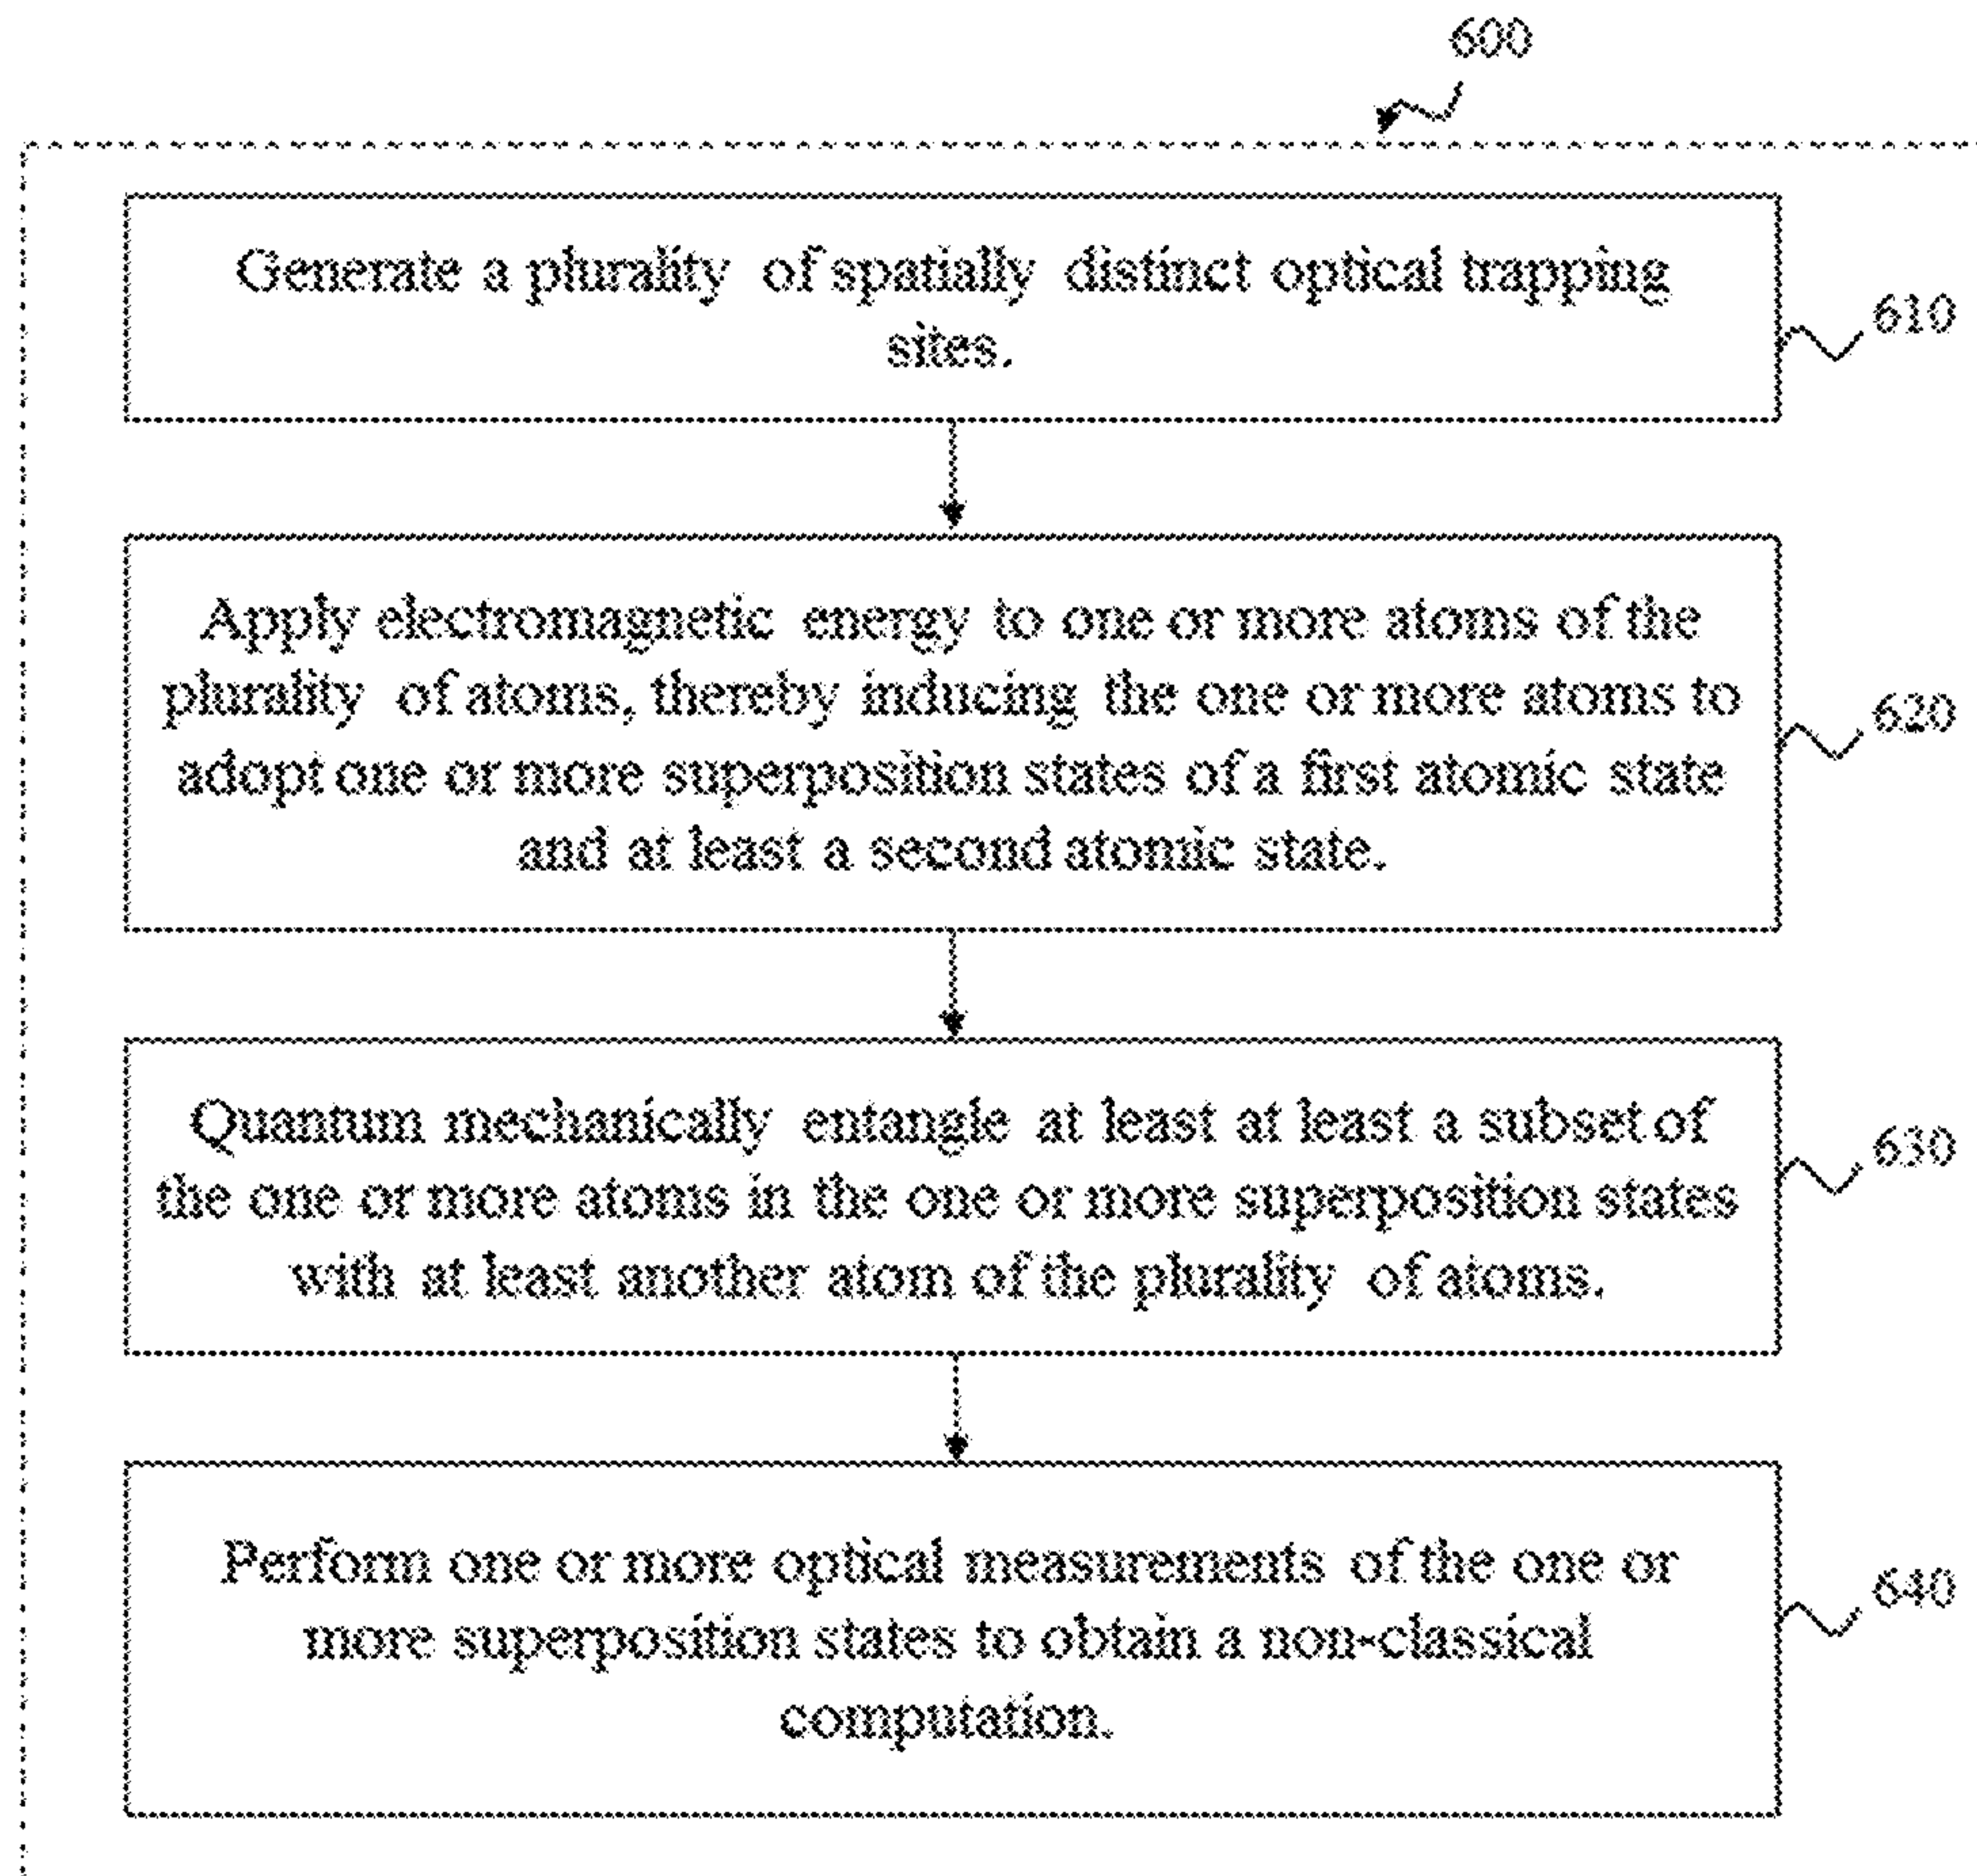 600
Generate a plurality of spatially distinct optical trapping
sites.
610
Apply electromagnetic energy to one or more atoms of the
plurality of atoms, thereby inducing the one or more atoms to
adopt one or more superposition states of a first atomic state
and at least a second atomic state.
620
Quantum mechanically entangle at least at least a subset of
the one or more atoms in the one or more superposition states
with at least another atom of the plurality of atoms.
630
Perform one or more optical measurements of the one or
more superposition states to obtain a non-classical
computation.
640